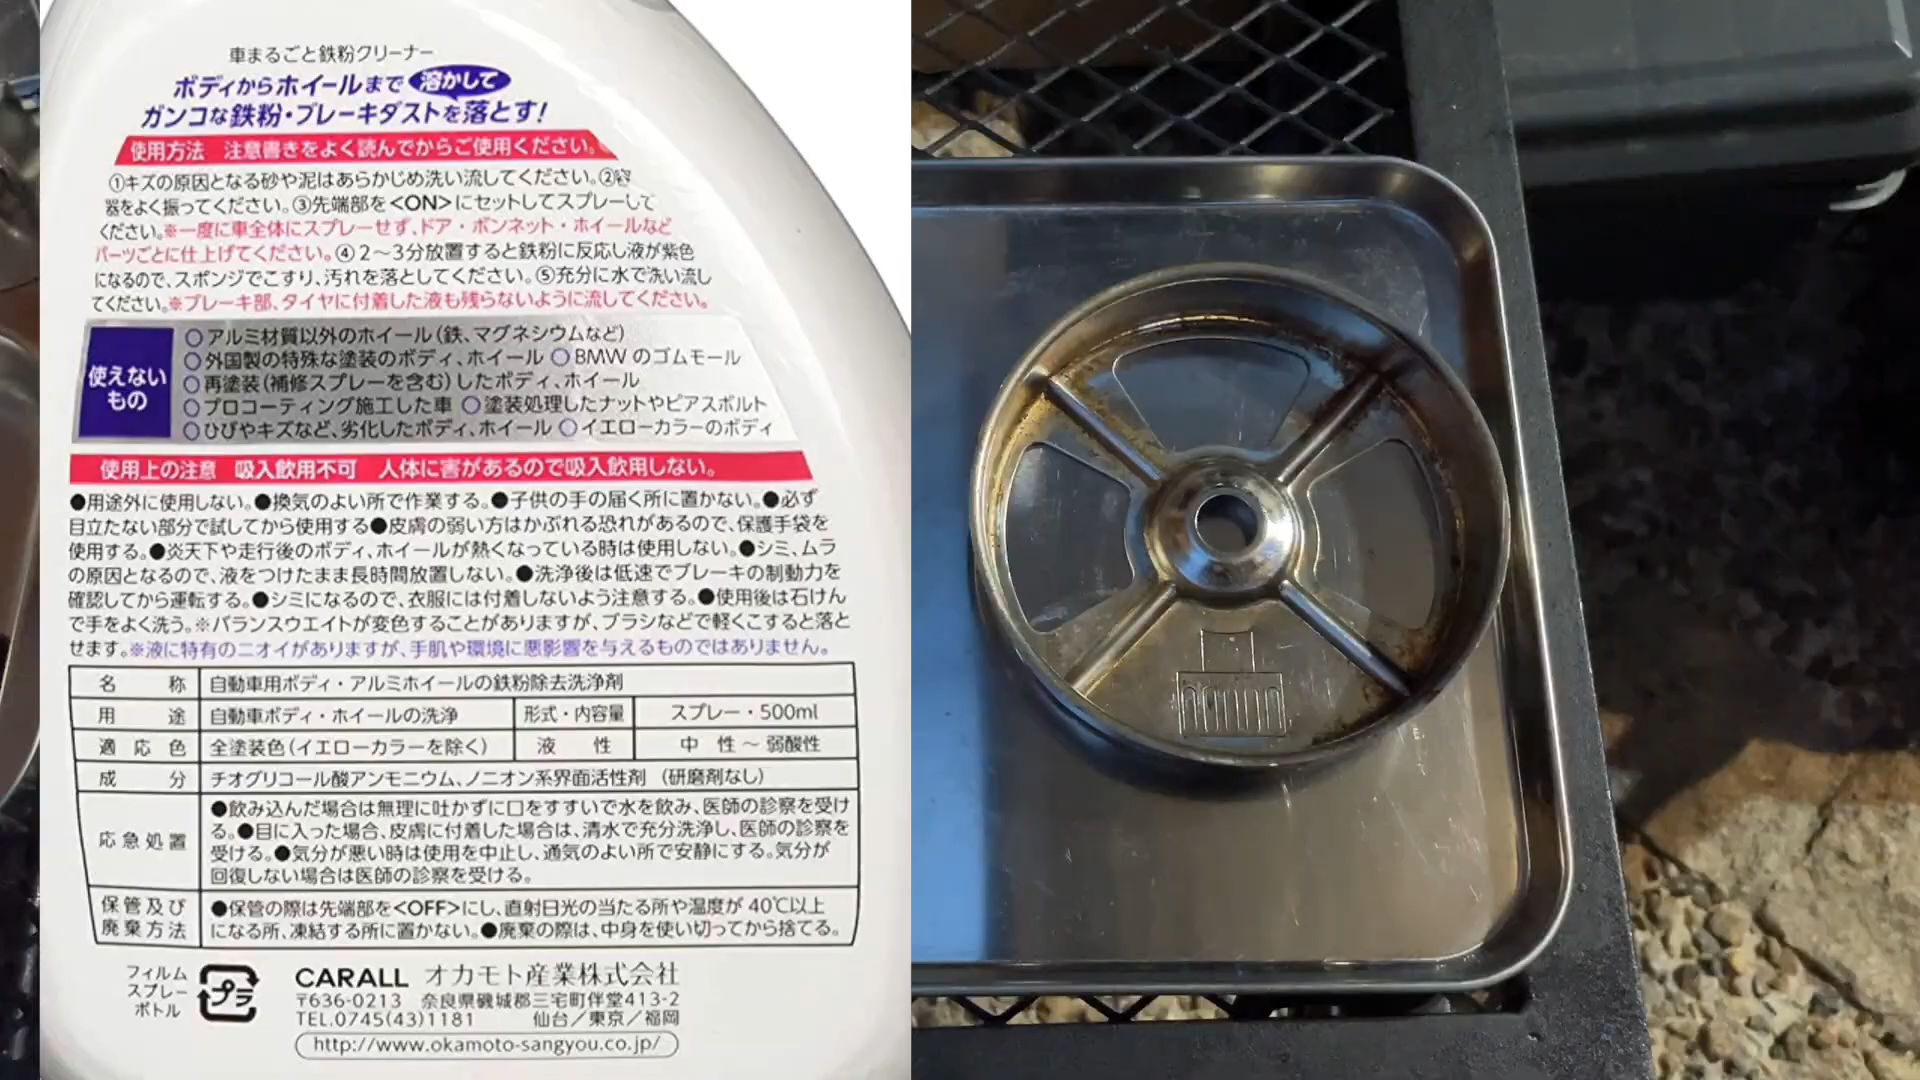 車まるごと鉄粉クリーナー
ボディからホイールまで溶かして
ガンコな鉄粉・ブレーキダストを落とす!
使用方法 注意書きをよく読んでからご使用ください。
①キズの原因となる砂や泥はあらかじめ洗い流してください。②容
器をよく振ってください。③先端部を<ON>にセットしてスプレーして
ください。※一度に車全体にスプレーせず、ドア・ボンネット・ホイールなど
パーツごとに仕上げてください。④2〜3分放置すると鉄粉に反応し液が紫色
になるので、スポンジでこすり、汚れを落としてください。⑤充分に水で洗い流し
てください。※ブレーキ部、タイヤに付着した液も残らないように流してください。
使えないもの
○アルミ材質以外のホイール(鉄、マグネシウムなど)
○外国製の特殊な塗装のボディ、ホイール ○BMWのゴムモール
○再塗装(補修スプレーを含む)したボディ、ホイール
○プロコーティング施工した車 ○塗装処理したナットやピアスボルト
○ひびやキズなど、劣化したボディ、ホイール ○イエローカラーのボディ
使用上の注意 吸入飲用不可 人体に害があるので吸入飲用しない。
●用途外に使用しない。●換気のよい所で作業する。●子供の手の届く所に置かない。●必ず
目立たない部分で試してから使用する●皮膚の弱い方はかぶれる恐れがあるので、保護手袋を
使用する。●炎天下や走行後のボディ、ホイールが熱くなっている時は使用しない。●シミ、ムラ
の原因となるので、液をつけたまま長時間放置しない。●洗浄後は低速でブレーキの制動力を
確認してから運転する。●シミになるので、衣服には付着しないよう注意する。●使用後は石けん
で手をよく洗う。※バランスウエイトが変色することがありますが、ブラシなどで軽くこすると落と
せます。※液に特有のニオイがありますが、手肌や環境に悪影響を与えるものではありません。
名 称 自動車用ボディ・アルミホイールの鉄粉除去洗浄剤
用 途 自動車ボディ・ホイールの洗浄 形式・内容量 スプレー・500ml
適応色 全塗装色(イエローカラーを除く) 液 性 中 性〜弱酸性
成 分 チオグリコール酸アンモニウム、ノニオン系界面活性剤 (研磨剤なし)
応急処置
●飲み込んだ場合は無理に吐かずに口をすすいで水を飲み、医師の診察を受け
る。●目に入った場合、皮膚に付着した場合は、清水で充分洗浄し、医師の診察を
受ける。●気分が悪い時は使用を中止し、通気のよい所で安静にする。気分が
回復しない場合は医師の診察を受ける。
保管及び廃棄方法
●保管の際は先端部を<OFF>にし、直射日光の当たる所や温度が40℃以上
になる所、凍結する所に置かない。●廃棄の際は、中身を使い切ってから捨てる。
フィルム
スプレー
ボトル
プラ
CARALL オカモト産業株式会社
〒636-0213 奈良県磯城郡三宅町伴堂413-2
TEL.0745(43)1181 仙台/東京/福岡
http://www.okamoto-sangyou.co.jp/